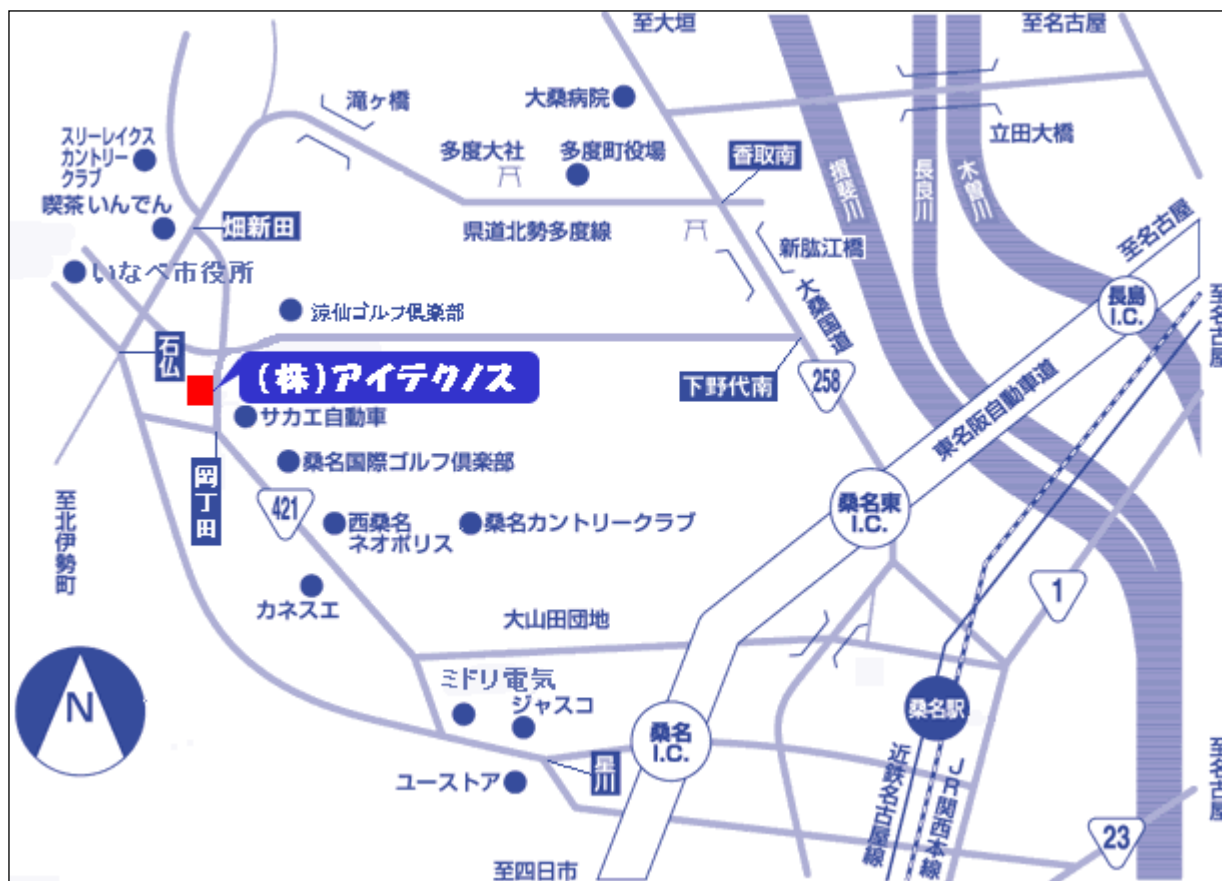 至大垣
至名古屋
滝ヶ橋
大桑病院
立田大橋
スリーレイクス
カントリー
クラブ
多度大社
多度町役場
香取南
揖斐川
長良川
木曽川
喫茶 いんでん
畑新田
県道北勢多度線
新肱江橋
至名古屋
いなべ市役所
大桑国道
長島
I.C.
至名古屋
涼仙ゴルフ倶楽部
石仏
(株)アイテクノス
下野代南
258
東名阪自動車道
サカエ自動車
岡丁田
桑名国際ゴルフ倶楽部
421
西桑名
ネオポリス
桑名カントリークラブ
桑名東
I.C.
至北伊勢町
カネスエ
大山田団地
1
N
ミドリ電気
ジャスコ
桑名
I.C.
桑名駅
星川
ユーストア
近鉄名古屋線
JR関西本線
至名古屋
23
至四日市